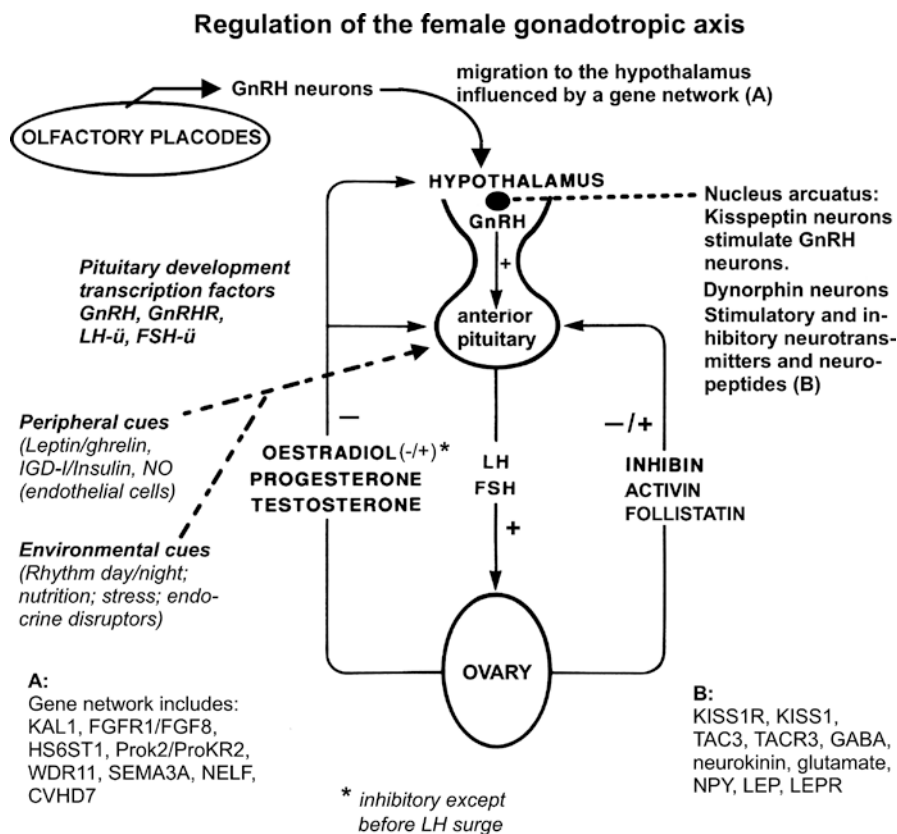 Regulation of the female gonadotropic axis
GnRH neurons
migration to the hypothalamus
influenced by a gene network (A)
OLFACTORY PLACODES
HYPOTHALAMUS
GnRH
+
anterior
pituitary
Nucleus arcuatus:
Kisspeptin neurons
stimulate GnRH
neurons.
Dynorphin neurons
Stimulatory and in-
hibitory neurotrans-
mitters and neuro-
peptides (B)
Pituitary development
transcription factors
GnRH, GnRHR,
LH-ü, FSH-ü
Peripheral cues
(Leptin/ghrelin,
IGD-I/Insulin, NO
(endothelial cells)
Environmental cues
(Rhythm day/night;
nutrition; stress; endo-
crine disruptors)
−
OESTRADIOL (-/+)*
PROGESTERONE
TESTOSTERONE
LH
FSH
+
−/+
INHIBIN
ACTIVIN
FOLLISTATIN
OVARY
A:
Gene network includes:
KAL1, FGFR1/FGF8,
HS6ST1, Prok2/ProKR2,
WDR11, SEMA3A, NELF,
CVHD7
* inhibitory except
before LH surge
B:
KISS1R, KISS1,
TAC3, TACR3, GABA,
neurokinin, glutamate,
NPY, LEP, LEPR